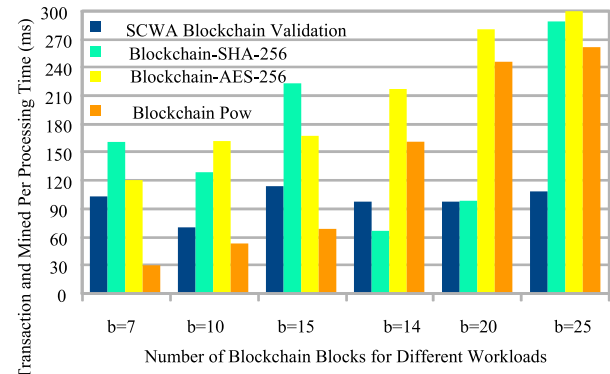 Transaction and Mined Per Processing Time (ms)
300
270
240
210
180
150
120
90
60
30
0
SCWA Blockchain Validation
Blockchain-SHA-256
Blockchain-AES-256
Blockchain Pow
b=7 b=10 b=15 b=14 b=20 b=25
Number of Blockchain Blocks for Different Workloads